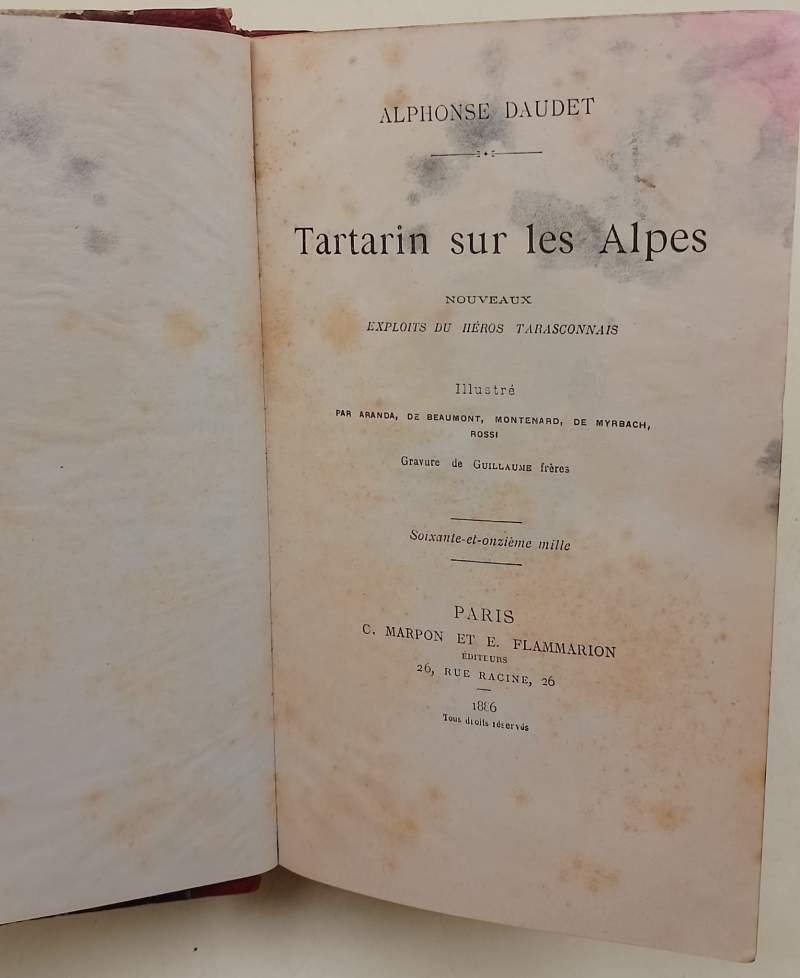 ALPHONSE DAUDET
Tartarin sur les Alpes
NOUVEAUX
EXPLOITS DU HÉROS TARASCONNAIS
Illustré
PAR ARANDA, DE BEAUMONT, MONTENARD, DE MYRBACH,
ROSSI
Gravure de GUILLAUME frères
Soixante-et-onzième mille
PARIS
C. MARPON ET E. FLAMMARION
ÉDITEURS
26, RUE RACINE, 26
1886
Tous droits réservés